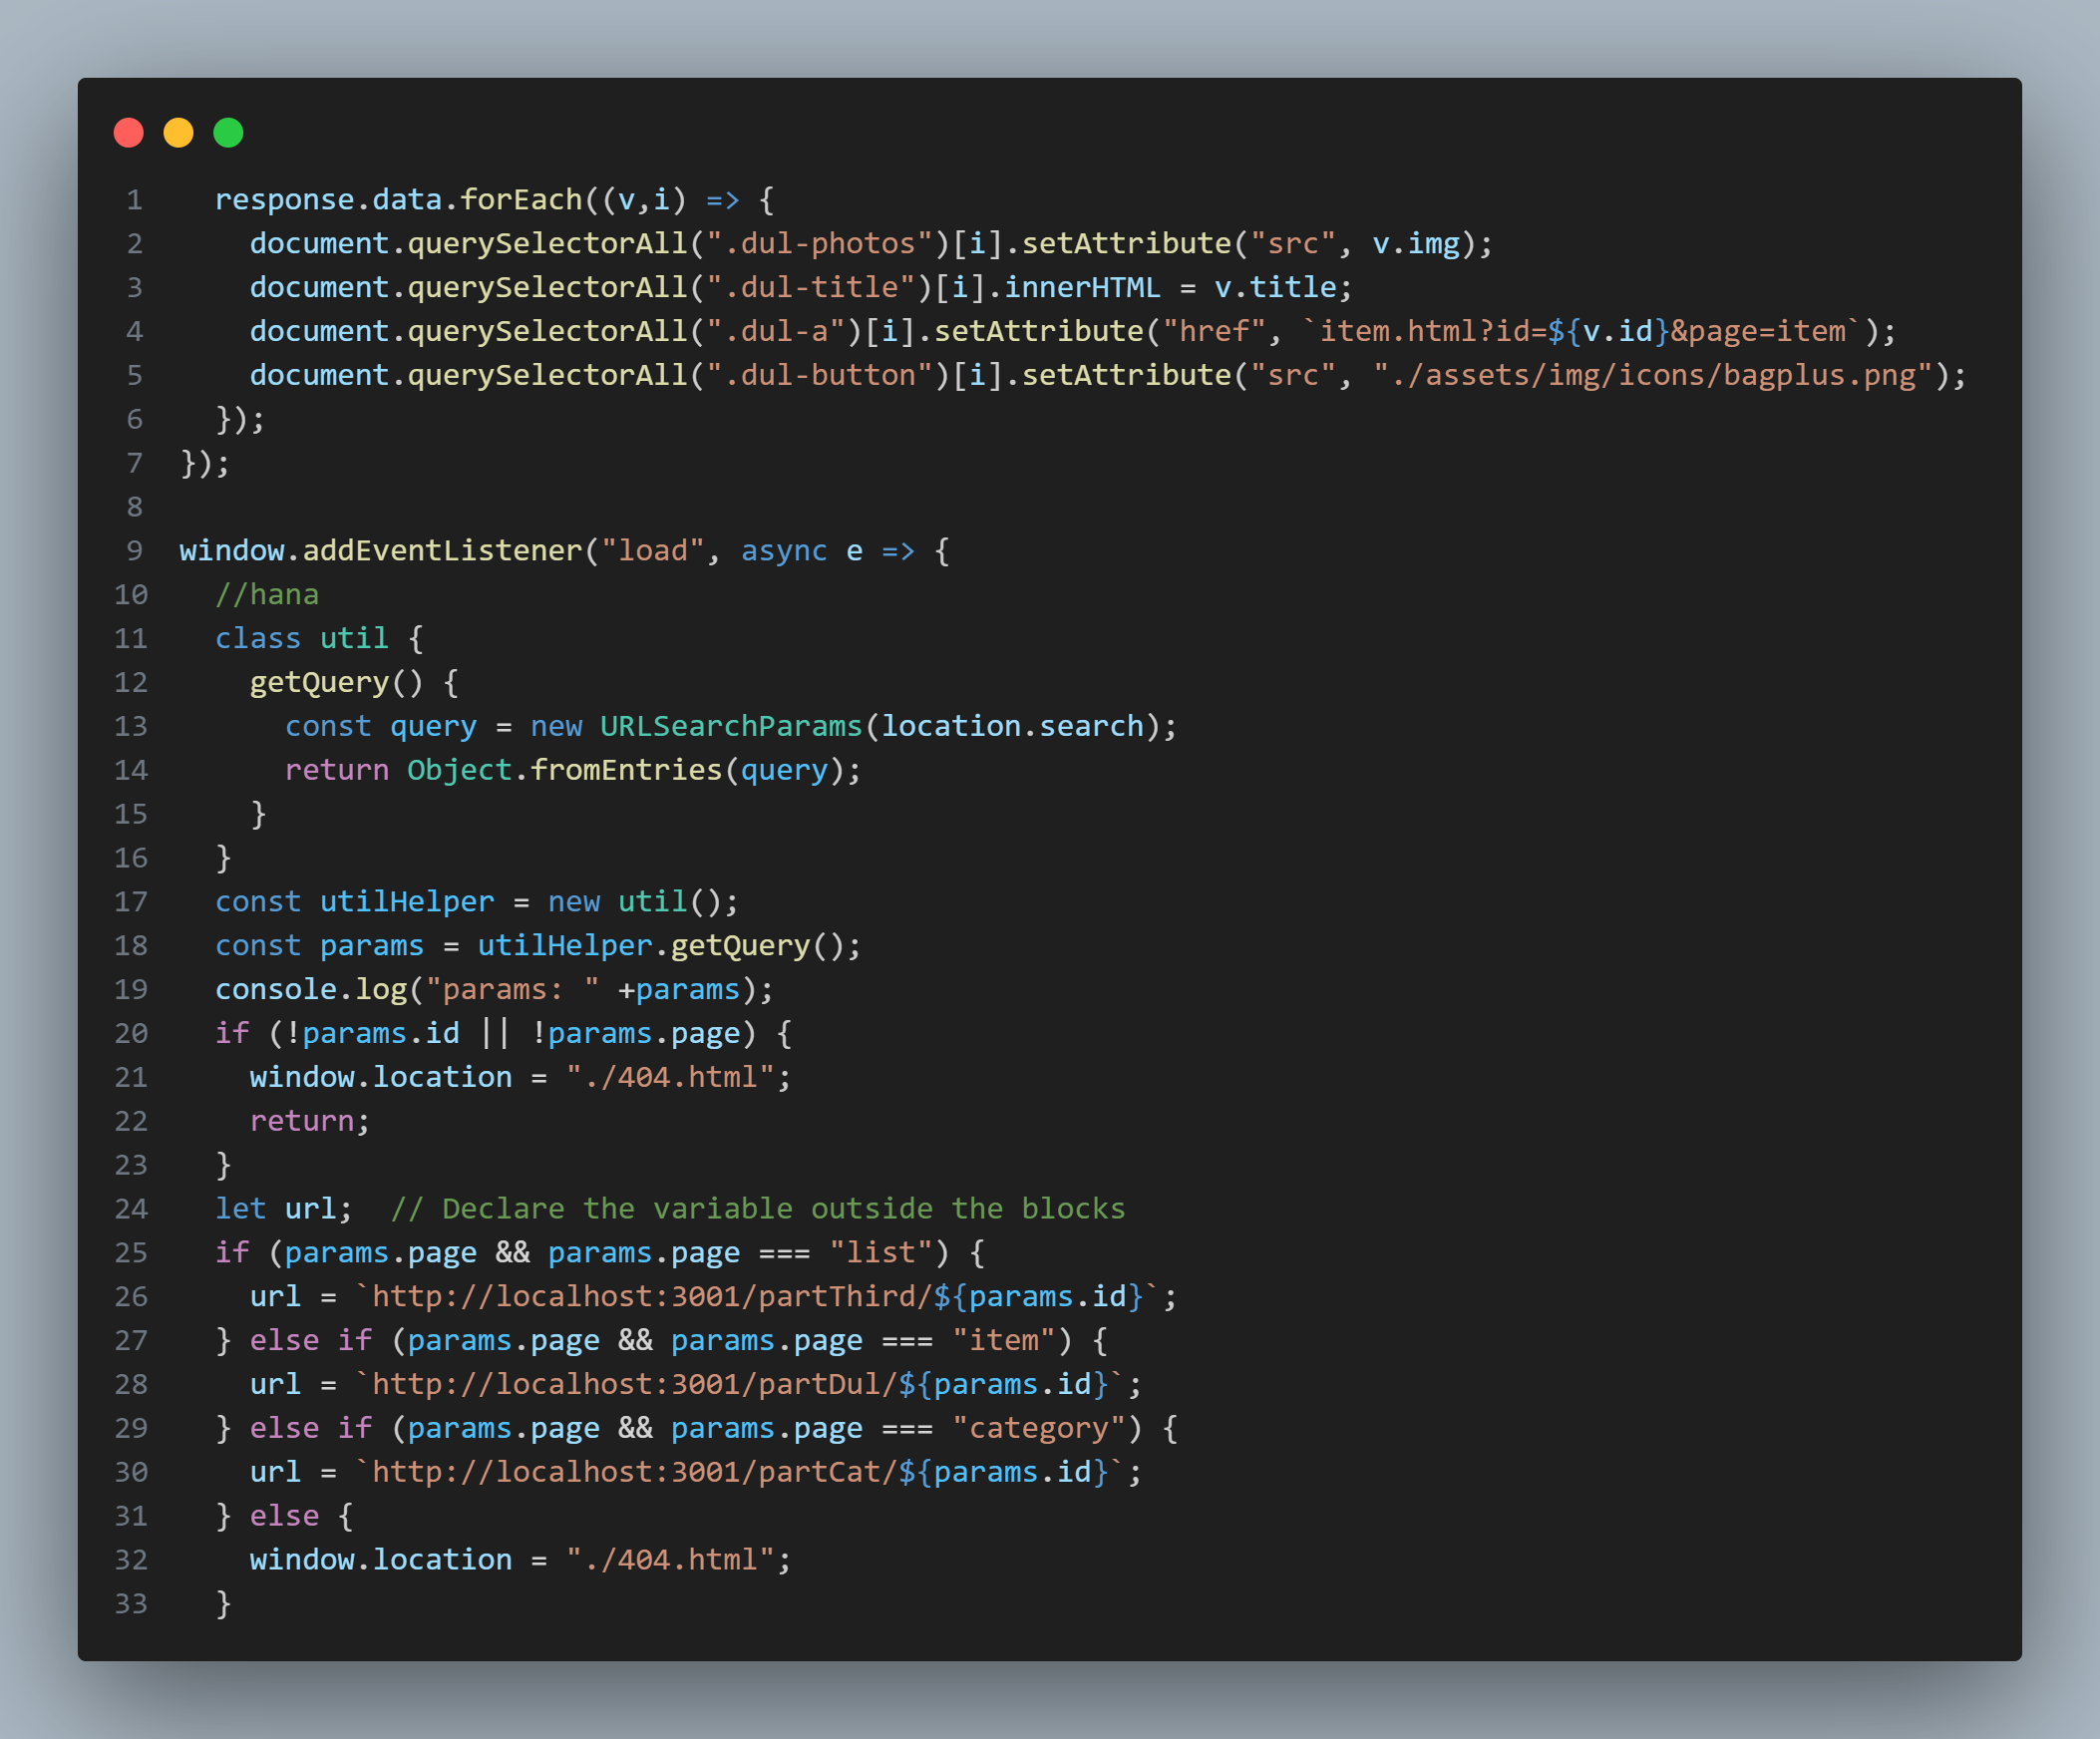 1 response.data.forEach((v,i) => {
2 document.querySelectorAll(".dul-photos")[i].setAttribute("src", v.img);
3 document.querySelectorAll(".dul-title")[i].innerHTML = v.title;
4 document.querySelectorAll(".dul-a")[i].setAttribute("href", `item.html?id=${v.id}&page=item`);
5 document.querySelectorAll(".dul-button")[i].setAttribute("src", "./assets/img/icons/bagplus.png");
6 });
7 });
8
9 window.addEventListener("load", async e => {
10 //hana
11 class util {
12 getQuery() {
13 const query = new URLSearchParams(location.search);
14 return Object.fromEntries(query);
15 }
16 }
17 const utilHelper = new util();
18 const params = utilHelper.getQuery();
19 console.log("params: " +params);
20 if (!params.id || !params.page) {
21 window.location = "./404.html";
22 return;
23 }
24 let url;  // Declare the variable outside the blocks
25 if (params.page && params.page === "list") {
26 url = `http://localhost:3001/partThird/${params.id}`;
27 } else if (params.page && params.page === "item") {
28 url = `http://localhost:3001/partDul/${params.id}`;
29 } else if (params.page && params.page === "category") {
30 url = `http://localhost:3001/partCat/${params.id}`;
31 } else {
32 window.location = "./404.html";
33 }